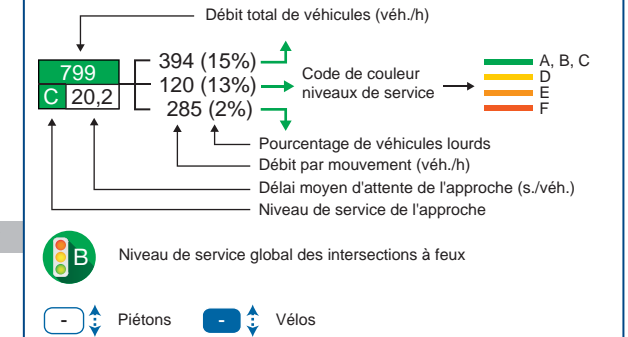 Débit total de véhicules (véh./h)
799
C 20,2
394 (15%)
120 (13%)
285 (2%)
Code de couleur
niveaux de service
A, B, C
D
E
F
Pourcentage de véhicules lourds
Débit par mouvement (véh./h)
Délai moyen d'attente de l'approche (s./véh.)
Niveau de service de l'approche
B
Niveau de service global des intersections à feux
- Piétons
- Vélos